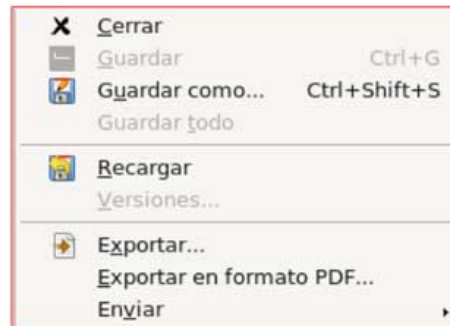 Cerrar
Guardar Ctrl+G
Guardar como... Ctrl+Shift+S
Guardar todo
Recargar
Versiones...
Exportar...
Exportar en formato PDF...
Enviar